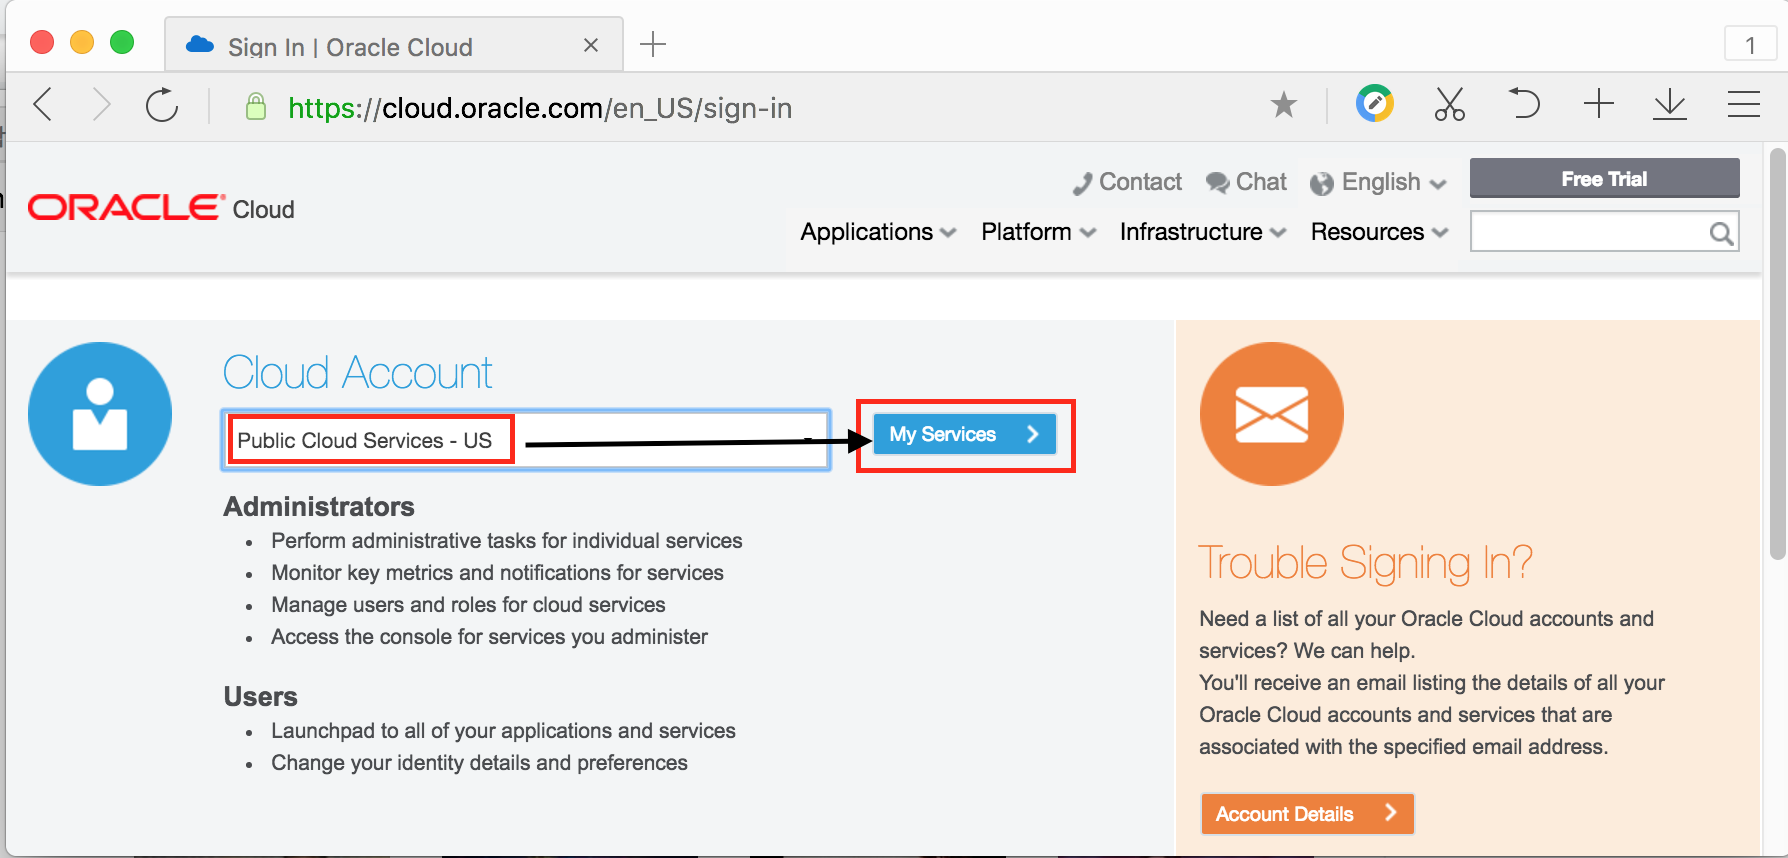 Sign In | Oracle Cloud
1
https://cloud.oracle.com/en_US/sign-in
Contact Chat English Free Trial
ORACLE Cloud
Applications Platform Infrastructure Resources
Cloud Account
Public Cloud Services - US
My Services
Administrators
• Perform administrative tasks for individual services
• Monitor key metrics and notifications for services
• Manage users and roles for cloud services
• Access the console for services you administer
Users
• Launchpad to all of your applications and services
• Change your identity details and preferences
Trouble Signing In?
Need a list of all your Oracle Cloud accounts and
services? We can help.
You'll receive an email listing the details of all your
Oracle Cloud accounts and services that are
associated with the specified email address.
Account Details